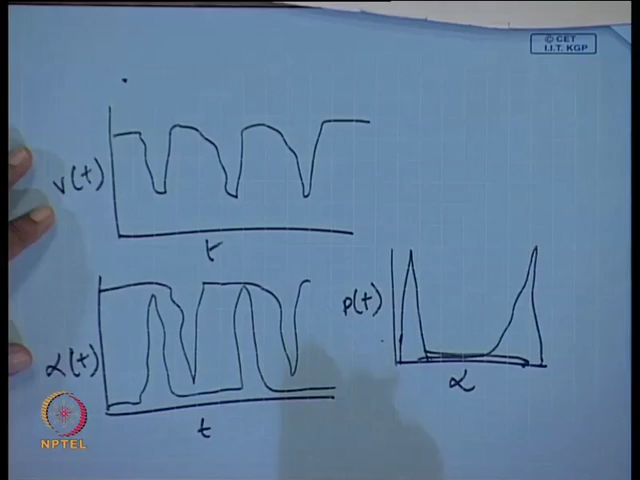 © CET
I.I.T. KGP
v(t)
t
α(t)
t
p(t)
α
NPTEL